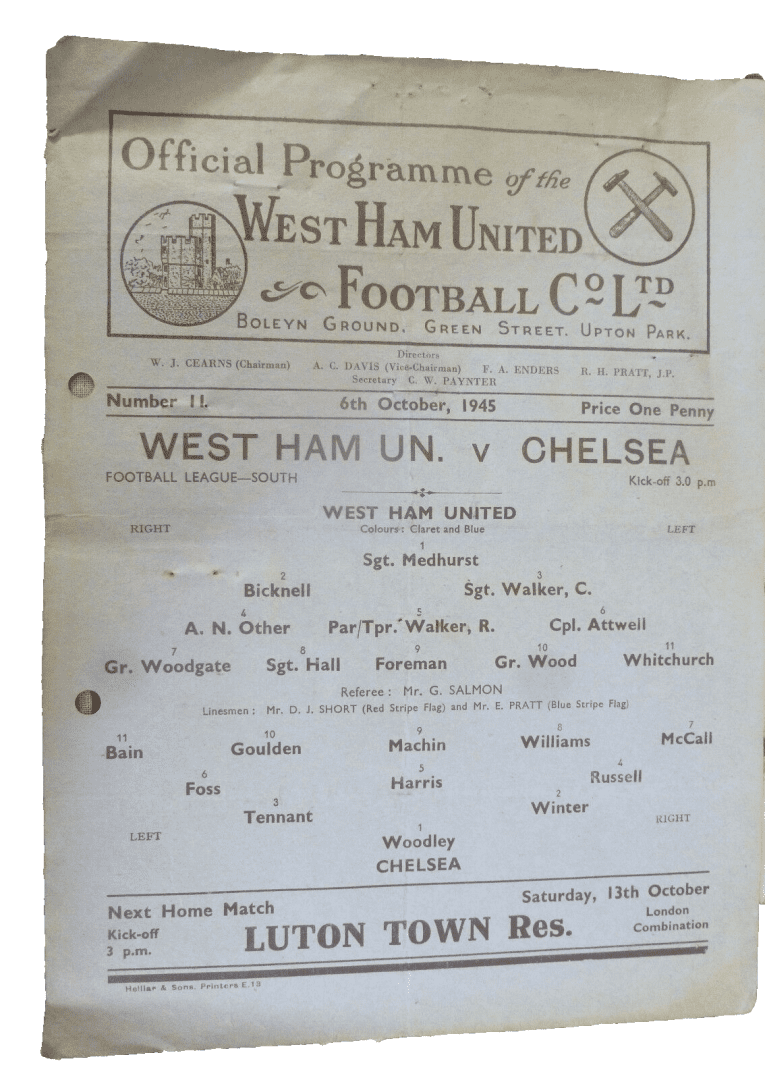 Official Programme of the
WEST HAM UNITED
FOOTBALL CO LTD
BOLEYN GROUND. GREEN STREET. UPTON PARK.
Directors
W. J. CEARNS (Chairman) A. C. DAVIS (Vice-Chairman) F. A. ENDERS R. H. PRATT, J.P.
Secretary C. W. PAYNTER
Number 11. 6th October, 1945 Price One Penny
WEST HAM UN. v CHELSEA
FOOTBALL LEAGUE—SOUTH Kick-off 3.0 p.m
WEST HAM UNITED
RIGHT Colours: Claret and Blue LEFT
1
Sgt. Medhurst
2 3
Bicknell Sgt. Walker, C.
4 5 6
A. N. Other Par/Tpr. Walker, R. Cpl. Attwell
7 8 9 10 11
Gr. Woodgate Sgt. Hall Foreman Gr. Wood Whitchurch
Referee : Mr. G. SALMON
Linesmen : Mr. D. J. SHORT (Red Stripe Flag) and Mr. E. PRATT (Blue Stripe Flag)
11 10 9 8 7
Bain Goulden Machin Williams McCall
6 5 4
Foss Harris Russell
3 2
Tennant Winter
LEFT 1 RIGHT
Woodley
CHELSEA
Next Home Match Saturday, 13th October
Kick-off LUTON TOWN Res. London
3 p.m. Combination
Helliar & Sons, Printers E.13